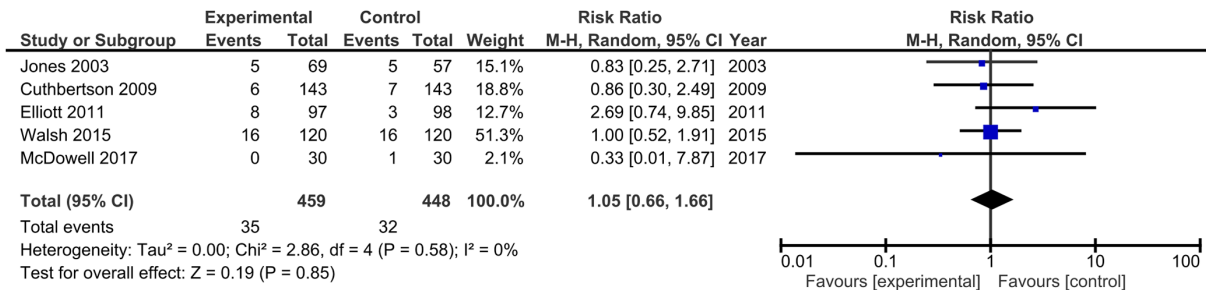 Experimental Control Risk Ratio Risk Ratio
Study or Subgroup Events Total Events Total Weight M-H, Random, 95% CI Year M-H, Random, 95% CI
Jones 2003 5 69 5 57 15.1% 0.83 [0.25, 2.71] 2003
Cuthbertson 2009 6 143 7 143 18.8% 0.86 [0.30, 2.49] 2009
Elliott 2011 8 97 3 98 12.7% 2.69 [0.74, 9.85] 2011
Walsh 2015 16 120 16 120 51.3% 1.00 [0.52, 1.91] 2015
McDowell 2017 0 30 1 30 2.1% 0.33 [0.01, 7.87] 2017
Total (95% CI) 459 448 100.0% 1.05 [0.66, 1.66]
Total events 35 32
Heterogeneity: Tau² = 0.00; Chi² = 2.86, df = 4 (P = 0.58); I² = 0%
Test for overall effect: Z = 0.19 (P = 0.85)
0.01 0.1 1 10 100
Favours [experimental] Favours [control]